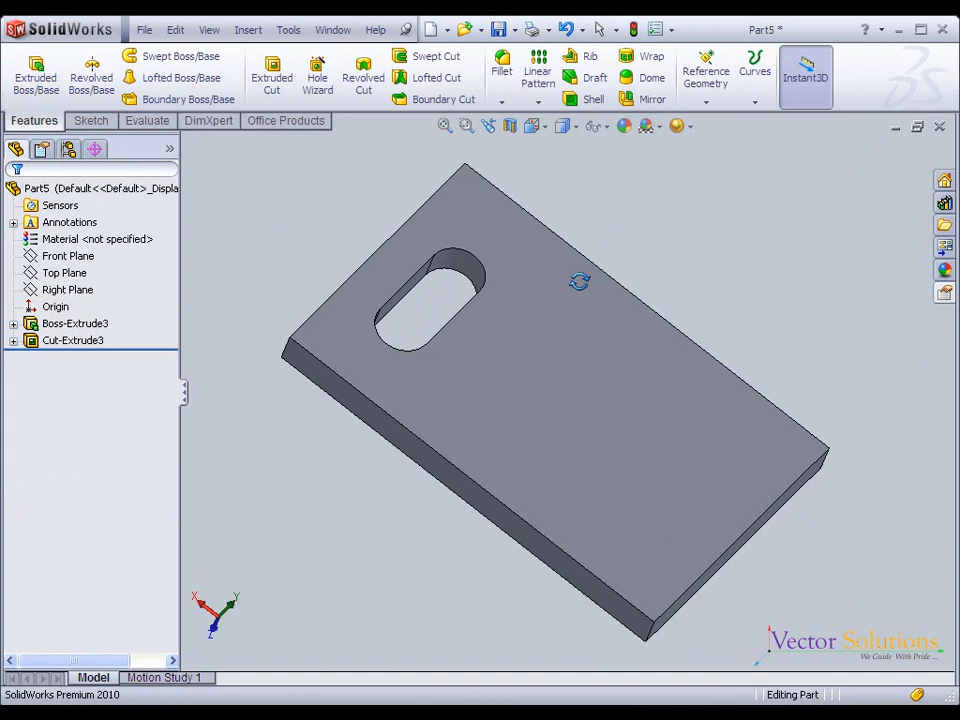 SolidWorks File Edit View Insert Tools Window Help Part5 *
Extruded Boss/Base
Revolved Boss/Base
Swept Boss/Base
Lofted Boss/Base
Boundary Boss/Base
Extruded Cut
Hole Wizard
Revolved Cut
Swept Cut
Lofted Cut
Boundary Cut
Fillet
Linear Pattern
Rib
Draft
Shell
Wrap
Dome
Mirror
Reference Geometry
Curves
Instant3D
Features Sketch Evaluate DimXpert Office Products
Part5 (Default<<Default>_Displa
Sensors
Annotations
Material <not specified>
Front Plane
Top Plane
Right Plane
Origin
Boss-Extrude3
Cut-Extrude3
X Y
Z
Vector Solutions
We Guide With Pride ...
Model Motion Study 1
SolidWorks Premium 2010 Editing Part